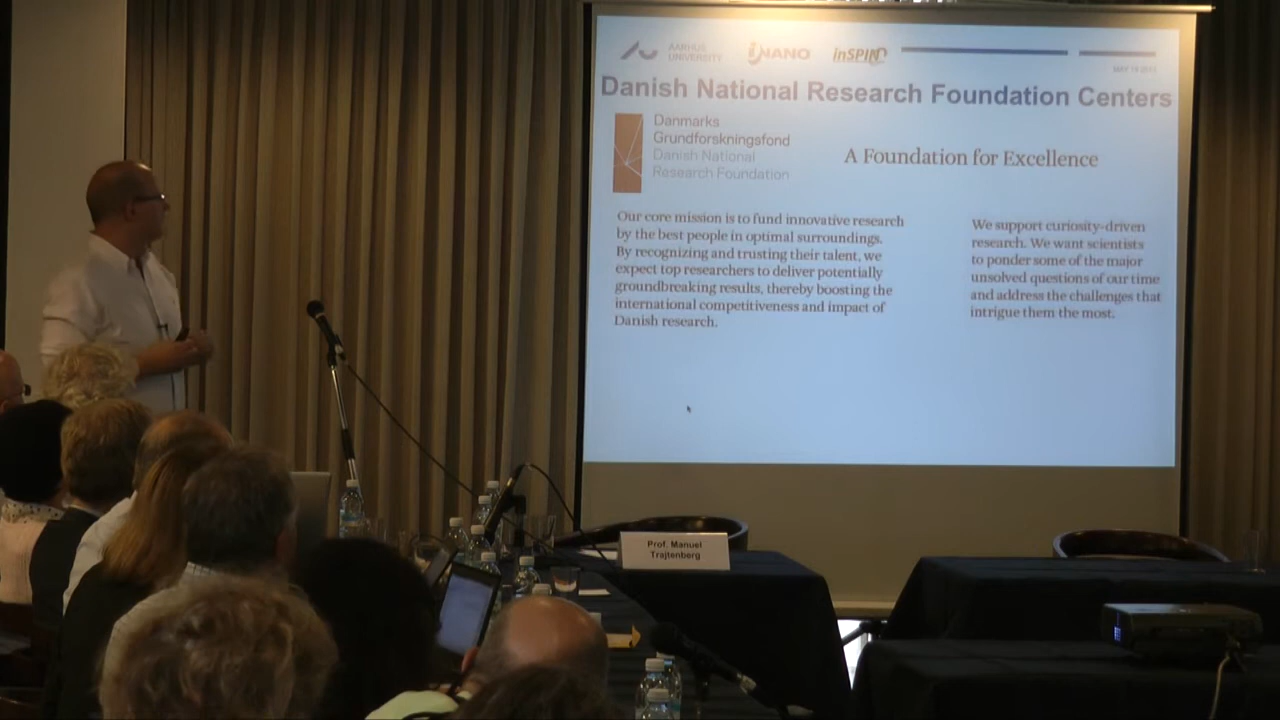 AARHUS
UNIVERSITY
iNANO
inSPIN
Danish National Research Foundation Centers
Danmarks
Grundforskningsfond
Danish National
Research Foundation
A Foundation for Excellence
Our core mission is to fund innovative research
by the best people in optimal surroundings.
By recognizing and trusting their talent, we
expect top researchers to deliver potentially
groundbreaking results, thereby boosting the
international competitiveness and impact of
Danish research.
We support curiosity-driven
research. We want scientists
to ponder some of the major
unsolved questions of our time
and address the challenges that
intrigue them the most.
Prof. Manuel
Trajtenberg